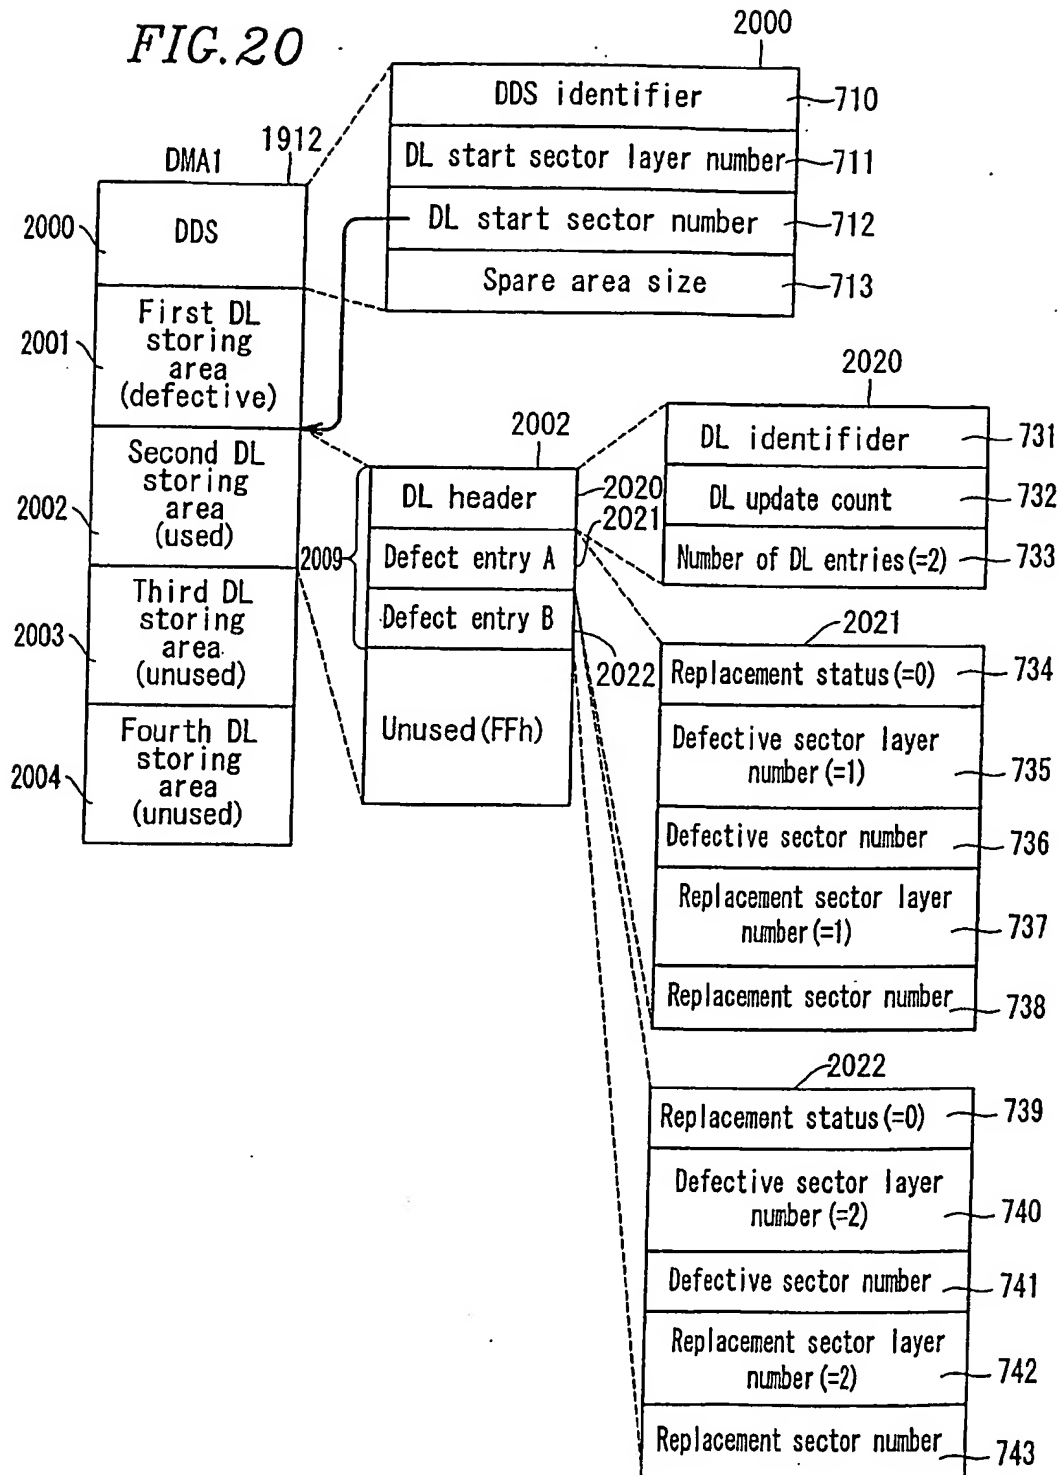 FIG.20
2000
DDS identifier
710
DL start sector layer number
711
DL start sector number
712
Spare area size
713
1912
DMA1
2000
DDS
2001
First DL
storing
area
(defective)
2002
Second DL
storing
area
(used)
2003
Third DL
storing
area
(unused)
2004
Fourth DL
storing
area
(unused)
2002
2009
DL header
2020
2021
Defect entry A
Defect entry B
2022
Unused(FFh)
2020
DL identifider
731
DL update count
732
Number of DL entries(=2)
733
2021
Replacement status(=0)
734
Defective sector layer
number(=1)
735
Defective sector number
736
Replacement sector layer
number(=1)
737
Replacement sector number
738
2022
Replacement status(=0)
739
Defective sector layer
number(=2)
740
Defective sector number
741
Replacement sector layer
number(=2)
742
Replacement sector number
743